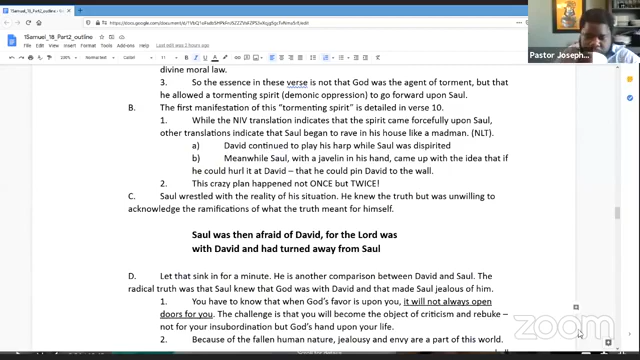 1Samuel_18_Part2_outline
File Edit View Insert Format Tools Help
Pastor Joseph...
divine moral law.
3. So the essence in these verse is not that God was the agent of torment, but that
he allowed a tormenting spirit (demonic oppression) to go forward upon Saul.
B. The first manifestation of this “tormenting spirit” is detailed in verse 10.
1. While the NIV translation indicates that the spirit came forcefully upon Saul,
other translations indicate that Saul began to rave in his house like a madman. (NLT).
a) David continued to play his harp while Saul was dispirited
b) Meanwhile Saul, with a javelin in his hand, came up with the idea that if
he could hurl it at David – that he could pin David to the wall.
2. This crazy plan happened not ONCE but TWICE!
C. Saul wrestled with the reality of his situation. He knew the truth but was unwilling to
acknowledge the ramifications of what the truth meant for himself.
Saul was then afraid of David, for the Lord was
with David and had turned away from Saul
D. Let that sink in for a minute. He is another comparison between David and Saul. The
radical truth was that Saul knew that God was with David and that made Saul jealous of him.
1. You have to know that when God’s favor is upon you, it will not always open
doors for you. The challenge is that you will become the object of criticism and rebuke –
not for your insubordination but God’s hand upon your life.
2. Because of the fallen human nature, jealousy and envy are a part of this world.
zoom